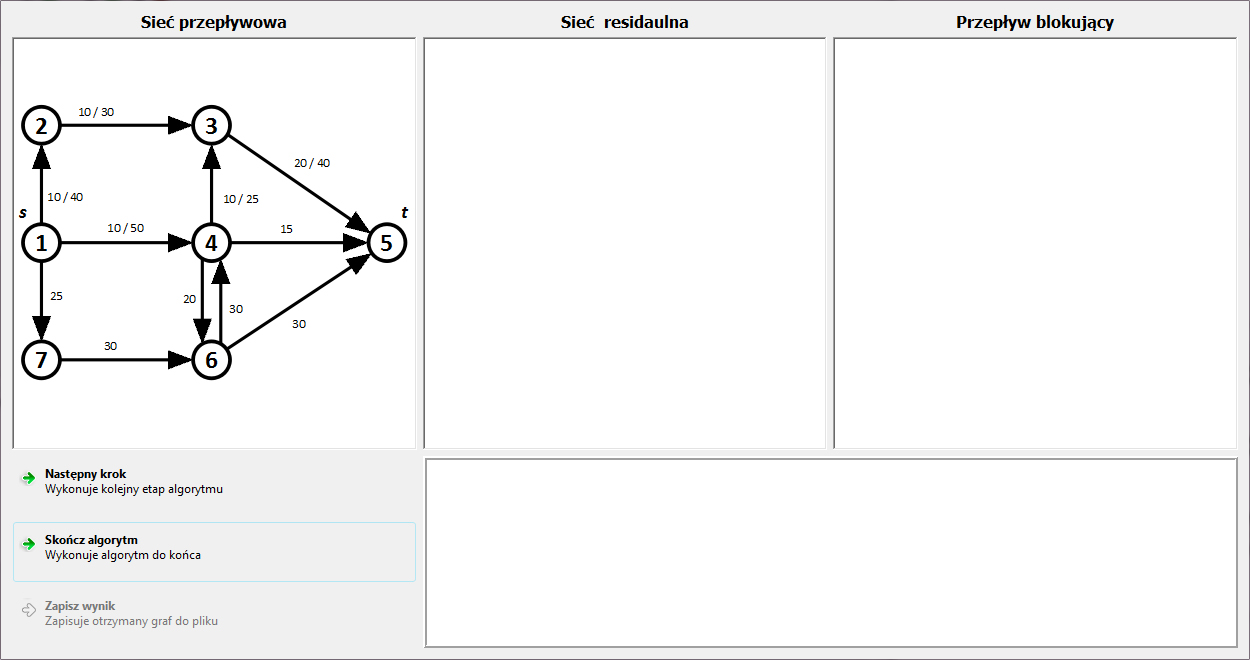 Sieć przepływowa
Sieć residaulna
Przepływ blokujący
10 / 30
2
3
20 / 40
10 / 40
10 / 25
s
t
10 / 50
15
1
4
5
25
20
30
30
30
7
6
Następny krok
Wykonuje kolejny etap algorytmu
Skończ algorytm
Wykonuje algorytm do końca
Zapisz wynik
Zapisuje otrzymany graf do pliku